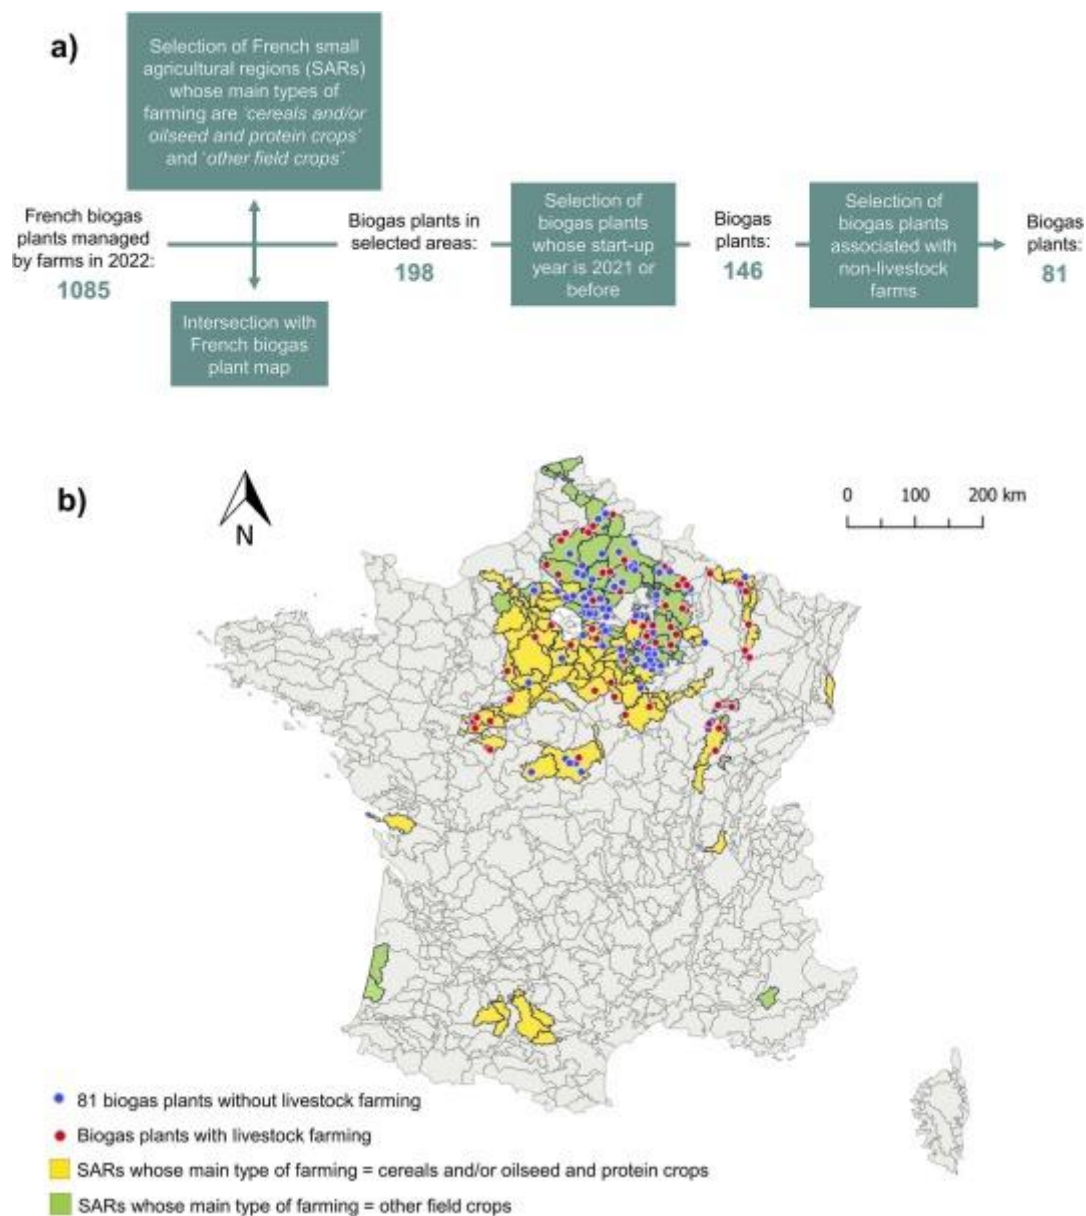 a)
Selection of French small
agricultural regions (SARs)
whose main types of
farming are ‘cereals and/or
oilseed and protein crops’
and ‘other field crops’
French biogas
plants managed
by farms in 2022:
1085
Intersection with
French biogas
plant map
Biogas plants in
selected areas:
198
Selection of
biogas plants
whose start-up
year is 2021 or
before
Biogas
plants:
146
Selection of
biogas plants
associated with
non-livestock
farms
Biogas
plants:
81
b)
N
0 100 200 km
81 biogas plants without livestock farming
Biogas plants with livestock farming
SARs whose main type of farming = cereals and/or oilseed and protein crops
SARs whose main type of farming = other field crops